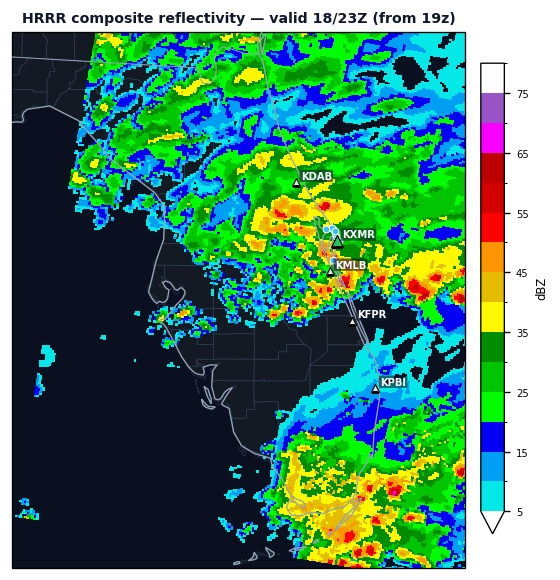 HRRR composite reflectivity — valid 18/23Z (from 19z)
KDAB
KXMR
KMLB
KFPR
KPBI
75
65
55
45
35
25
15
5
dBZ